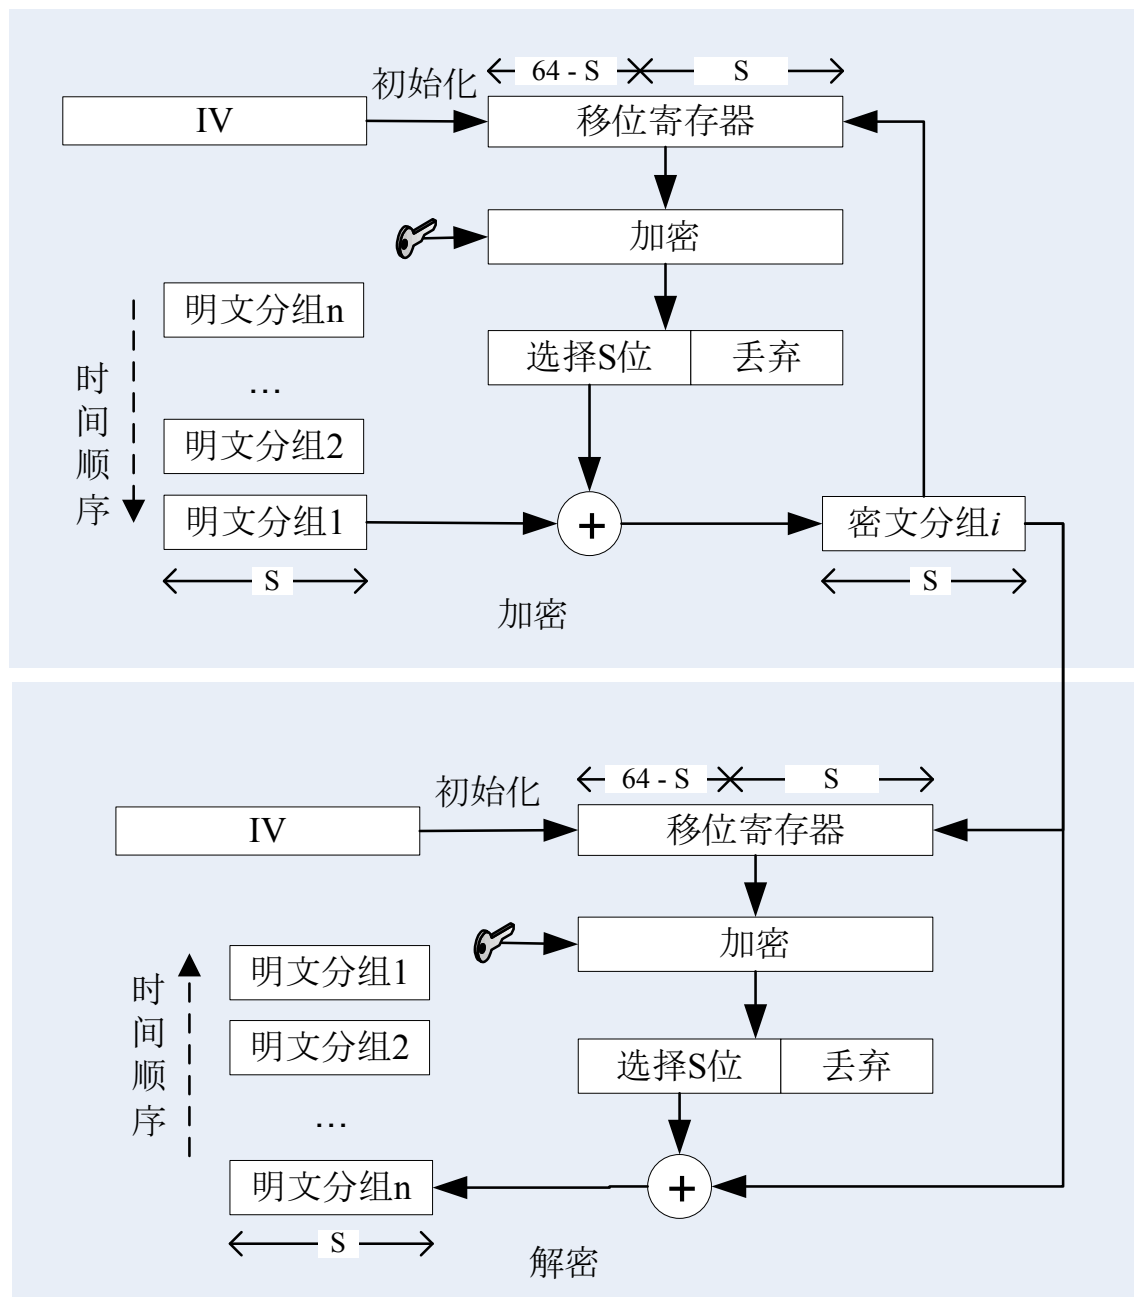 64 - S
S
初始化
IV
移位寄存器
加密
明文分组n
选择S位
丢弃
...
时间顺序
明文分组2
明文分组1
+
密文分组i
S
S
加密
64 - S
S
初始化
IV
移位寄存器
加密
明文分组1
时间顺序
明文分组2
选择S位
丢弃
...
明文分组n
+
S
解密